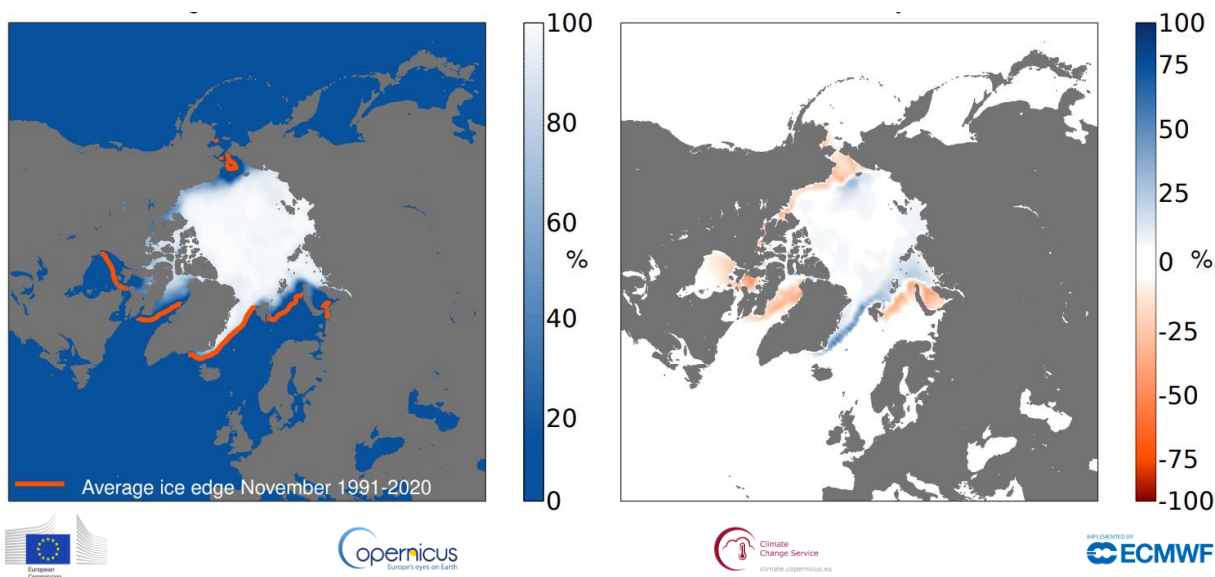 100
80
60
%
40
20
0
Average ice edge November 1991-2020
100
75
50
25
0 %
-25
-50
-75
-100
European
Commission
opernicus
Europe's eyes on Earth
Climate
Change Service
climate.copernicus.eu
IMPLEMENTED BY
ECMWF